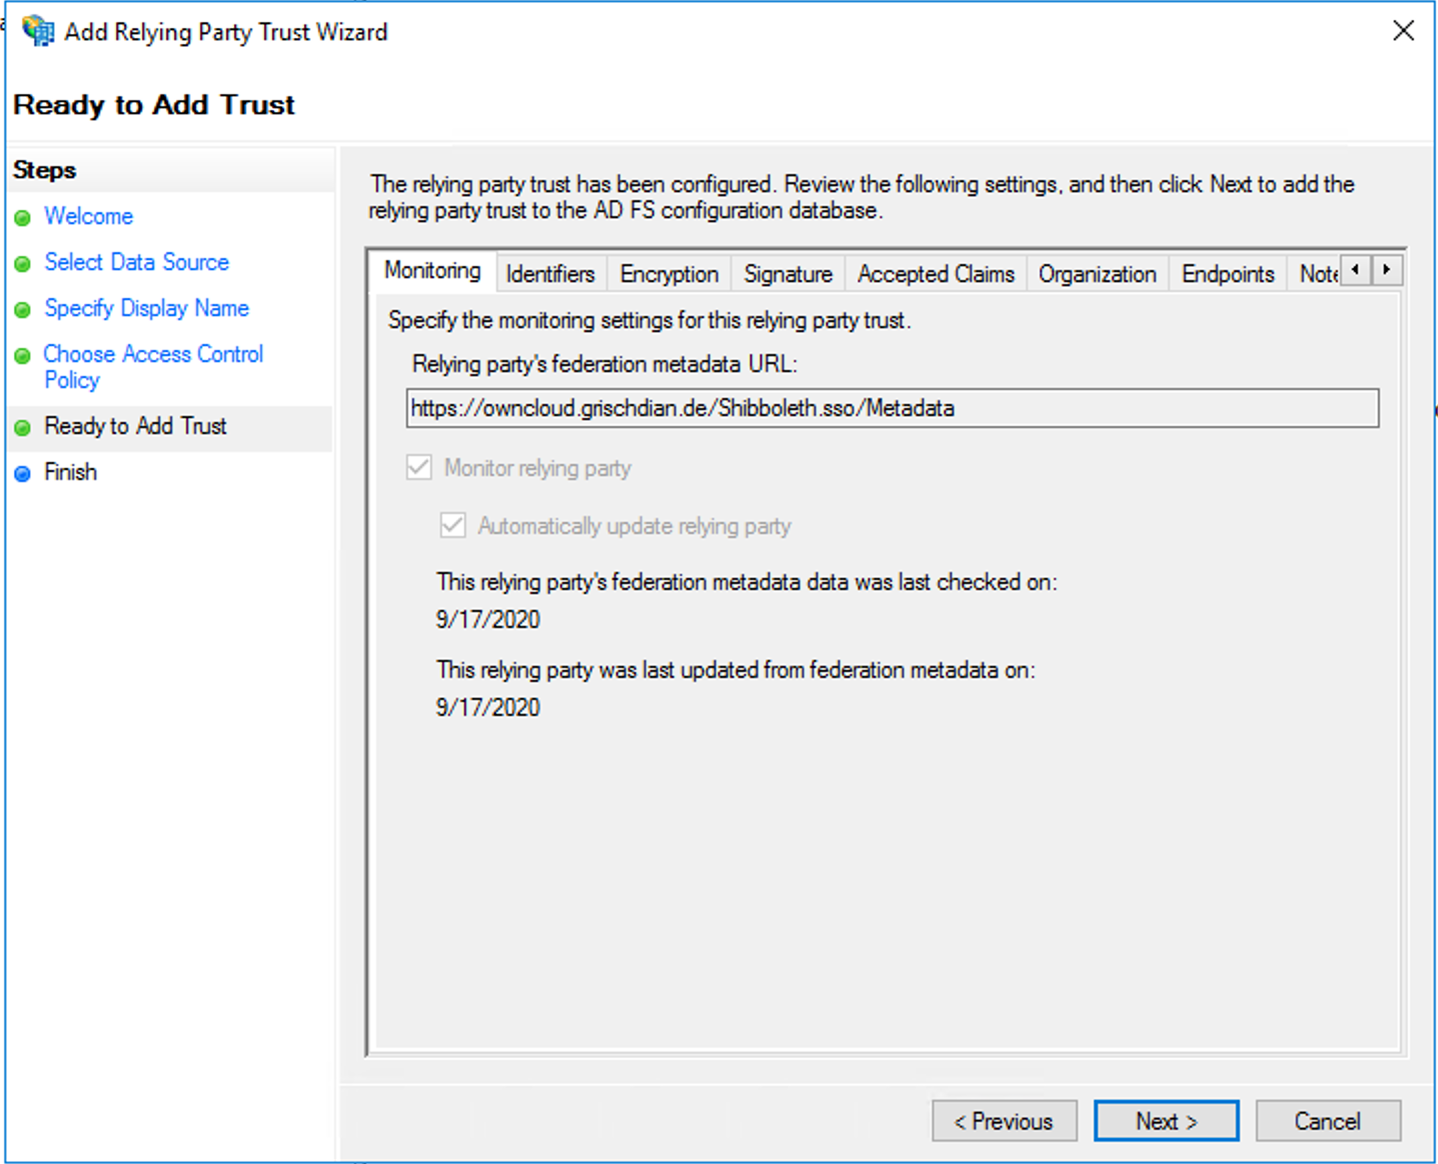 Add Relying Party Trust Wizard
Ready to Add Trust
Steps
Welcome
Select Data Source
Specify Display Name
Choose Access Control
Policy
Ready to Add Trust
Finish
The relying party trust has been configured. Review the following settings, and then click Next to add the
relying party trust to the AD FS configuration database.
Monitoring Identifiers Encryption Signature Accepted Claims Organization Endpoints
Specify the monitoring settings for this relying party trust.
Relying party's federation metadata URL:
https://owncloud.grischdian.de/Shibboleth.sso/Metadata
Monitor relying party
Automatically update relying party
This relying party's federation metadata data was last checked on:
9/17/2020
This relying party was last updated from federation metadata on:
9/17/2020
< Previous Next > Cancel